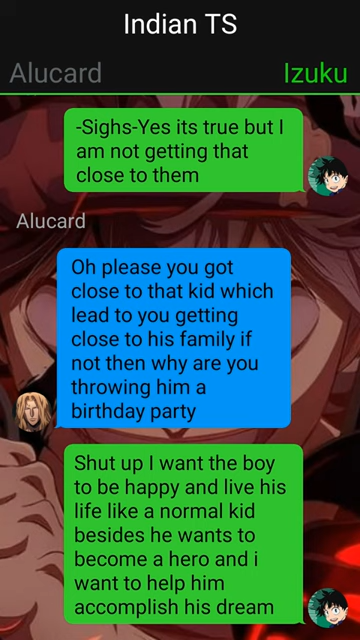 Indian TS
Alucard Izuku
-Sighs-Yes its true but I
am not getting that
close to them
Alucard
Oh please you got
close to that kid which
lead to you getting
close to his family if
not then why are you
throwing him a
birthday party
Shut up I want the boy
to be happy and live his
life like a normal kid
besides he wants to
become a hero and i
want to help him
accomplish his dream